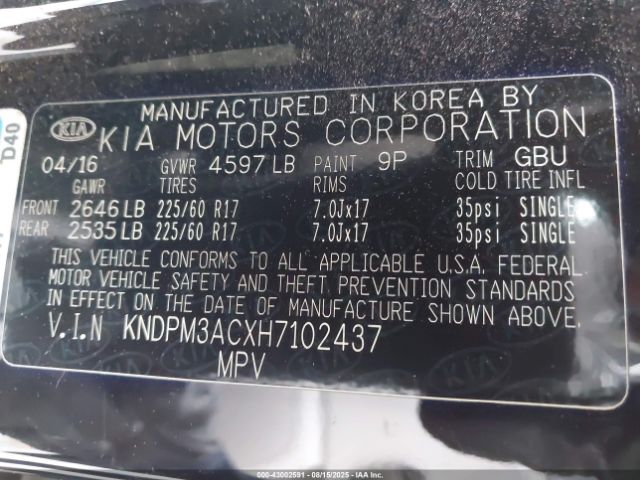 MANUFACTURED IN KOREA BY
KIA KIA MOTORS CORPORATION
04/16 GVWR 4597 LB PAINT 9P TRIM GBU
GAWR TIRES RIMS COLD TIRE INFL
FRONT 2646 LB 225/60 R17 7.0Jx17 35psi SINGLE
REAR 2535 LB 225/60 R17 7.0Jx17 35psi SINGLE
THIS VEHICLE CONFORMS TO ALL APPLICABLE U.S.A. FEDERAL
MOTOR VEHICLE SAFETY AND THEFT PREVENTION STANDARDS
IN EFFECT ON THE DATE OF MANUFACTURE SHOWN ABOVE.
V.I.N KNDPM3ACXH7102437
MPV
D40
000-43002591 08/15/2025 - IAA Inc.